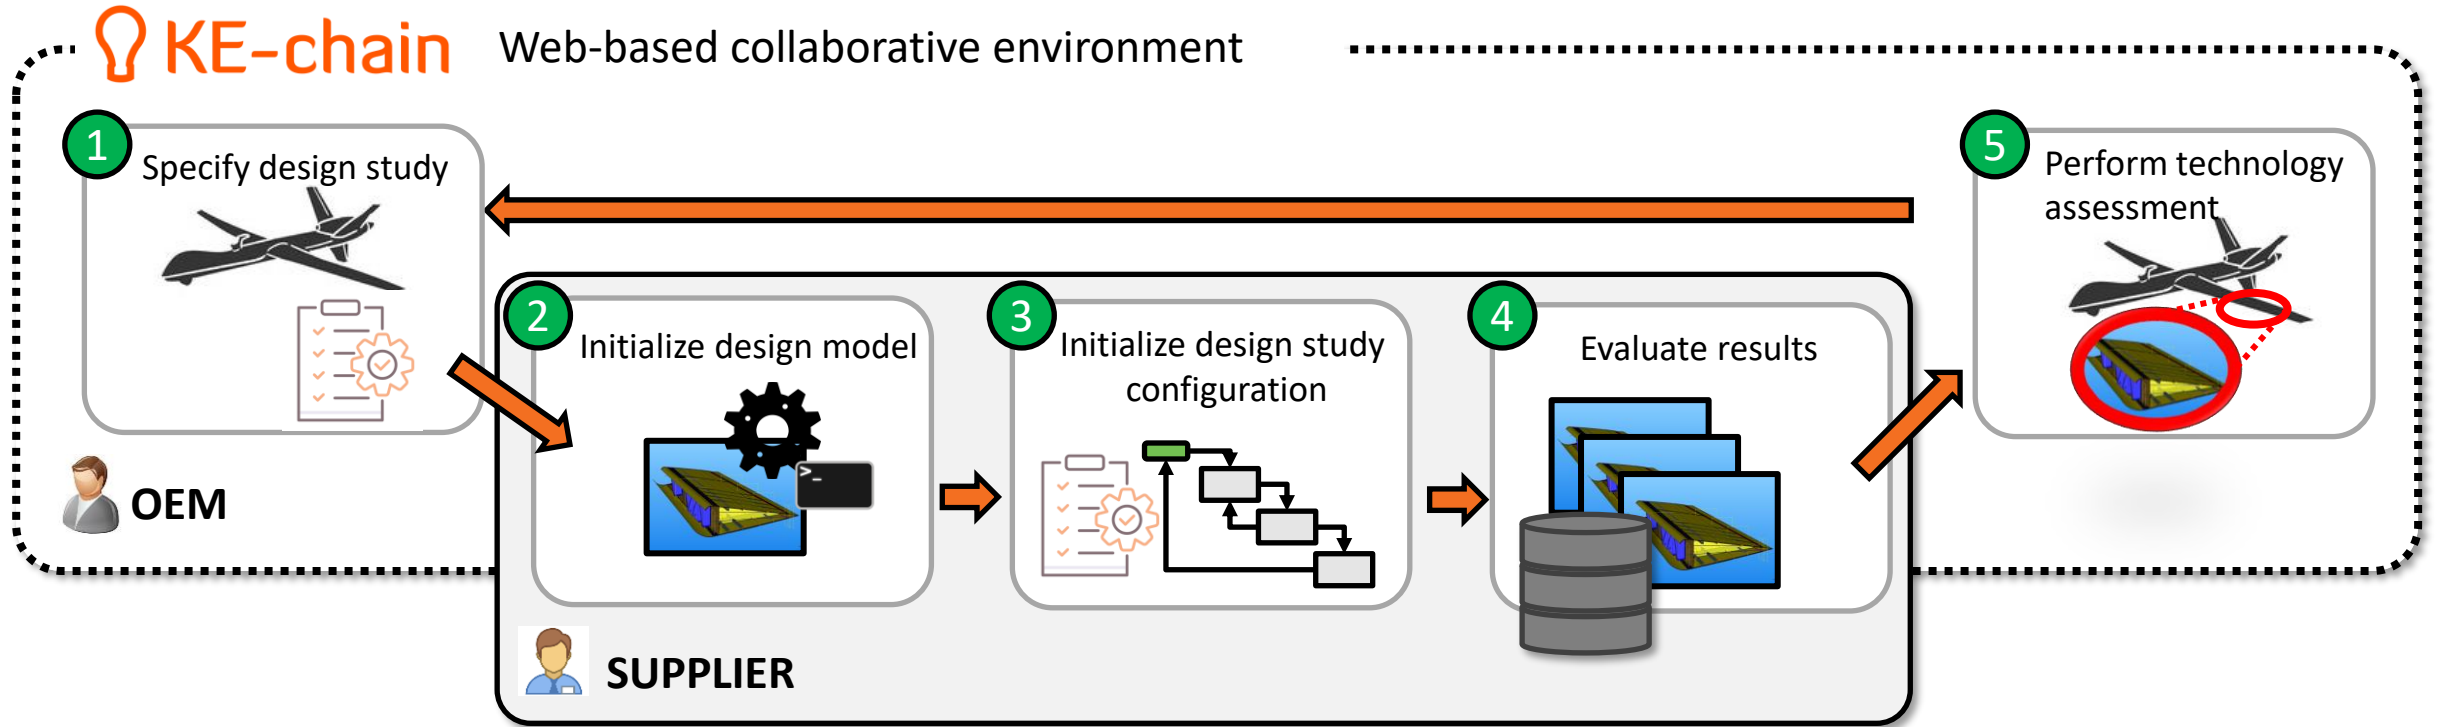 KE-chain Web-based collaborative environment
1
Specify design study
OEM
2
Initialize design model
>_
3
Initialize design study
configuration
4
Evaluate results
SUPPLIER
5
Perform technology
assessment